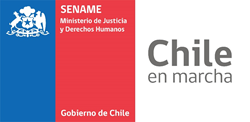 SENAME
Ministerio de Justicia
y Derechos Humanos
Gobierno de Chile
Chile
en marcha